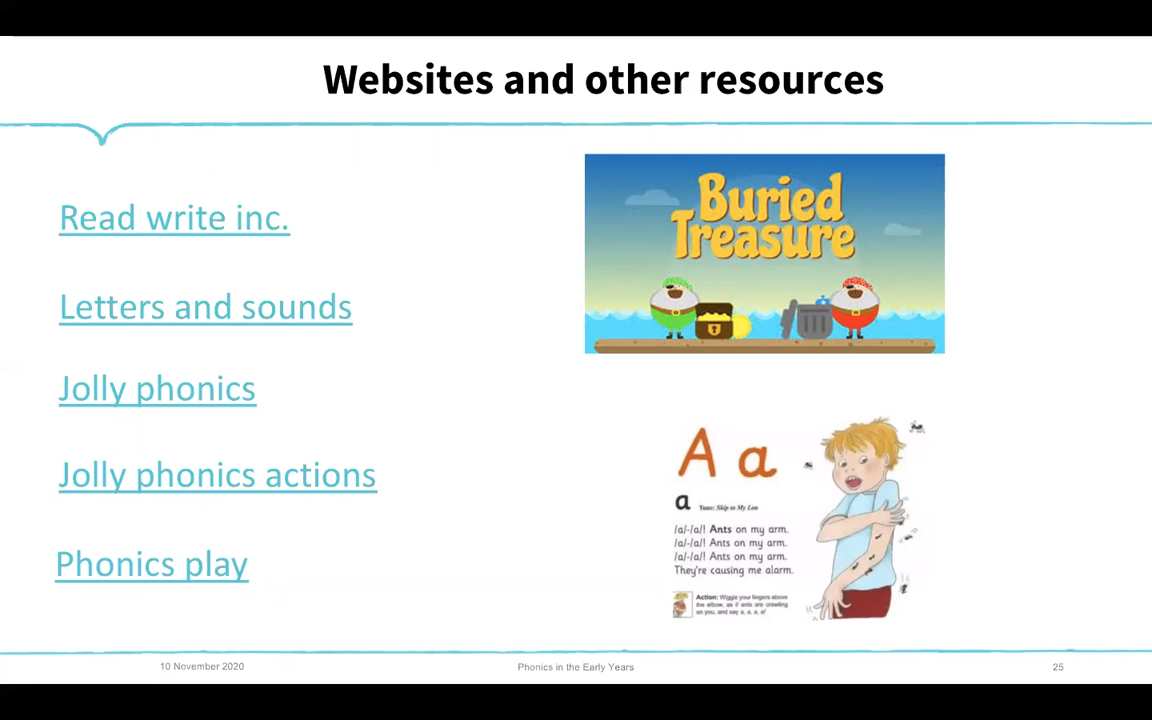 Websites and other resources
Read write inc.
Letters and sounds
Jolly phonics
Jolly phonics actions
Phonics play
Buried
Treasure
A a
a Tune: Skip to My Lou
/a/-/a/! Ants on my arm.
/a/-/a/! Ants on my arm.
/a/-/a/! Ants on my arm.
They're causing me alarm.
Action: Wiggle your fingers above
the elbow, as if ants are crawling
on you, and say a, a, a, a!
10 November 2020
Phonics in the Early Years
25